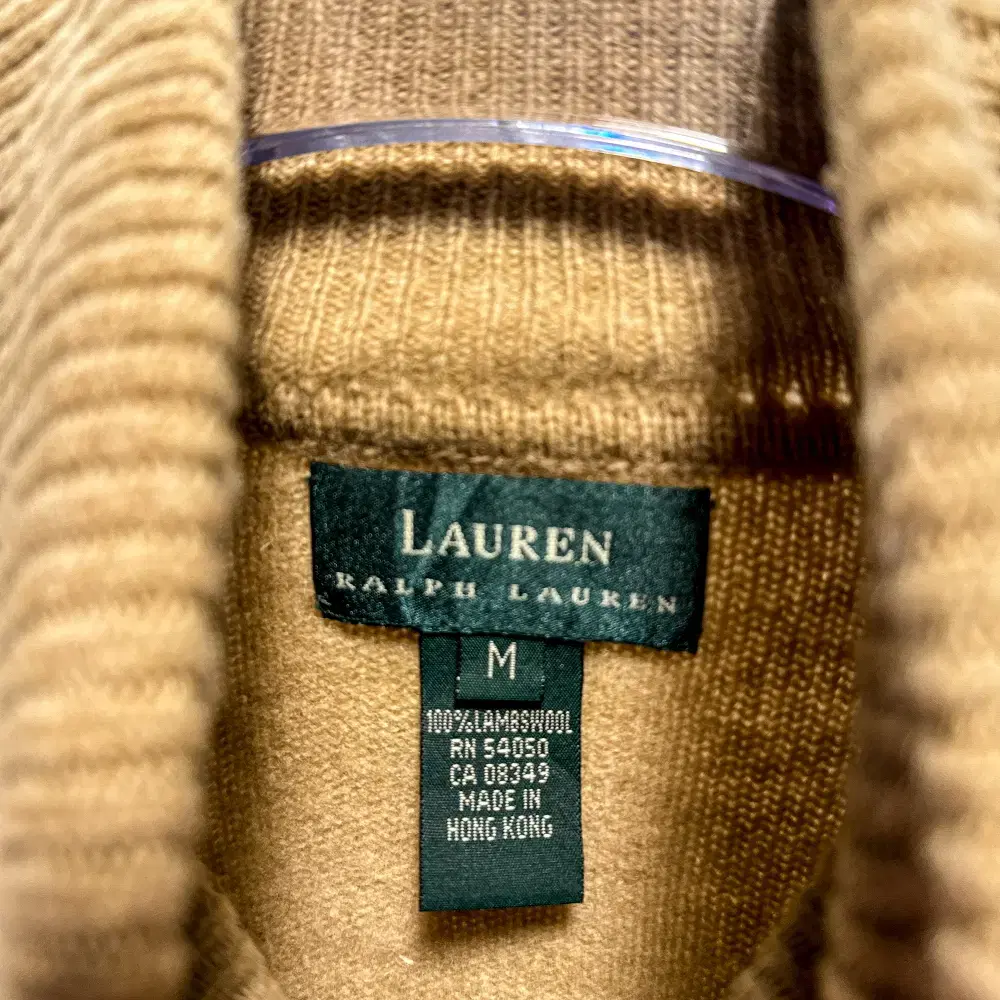 LAUREN
RALPH LAUREN
M
100% LAMBSWOOL
RN 54050
CA 08349
MADE IN
HONG KONG